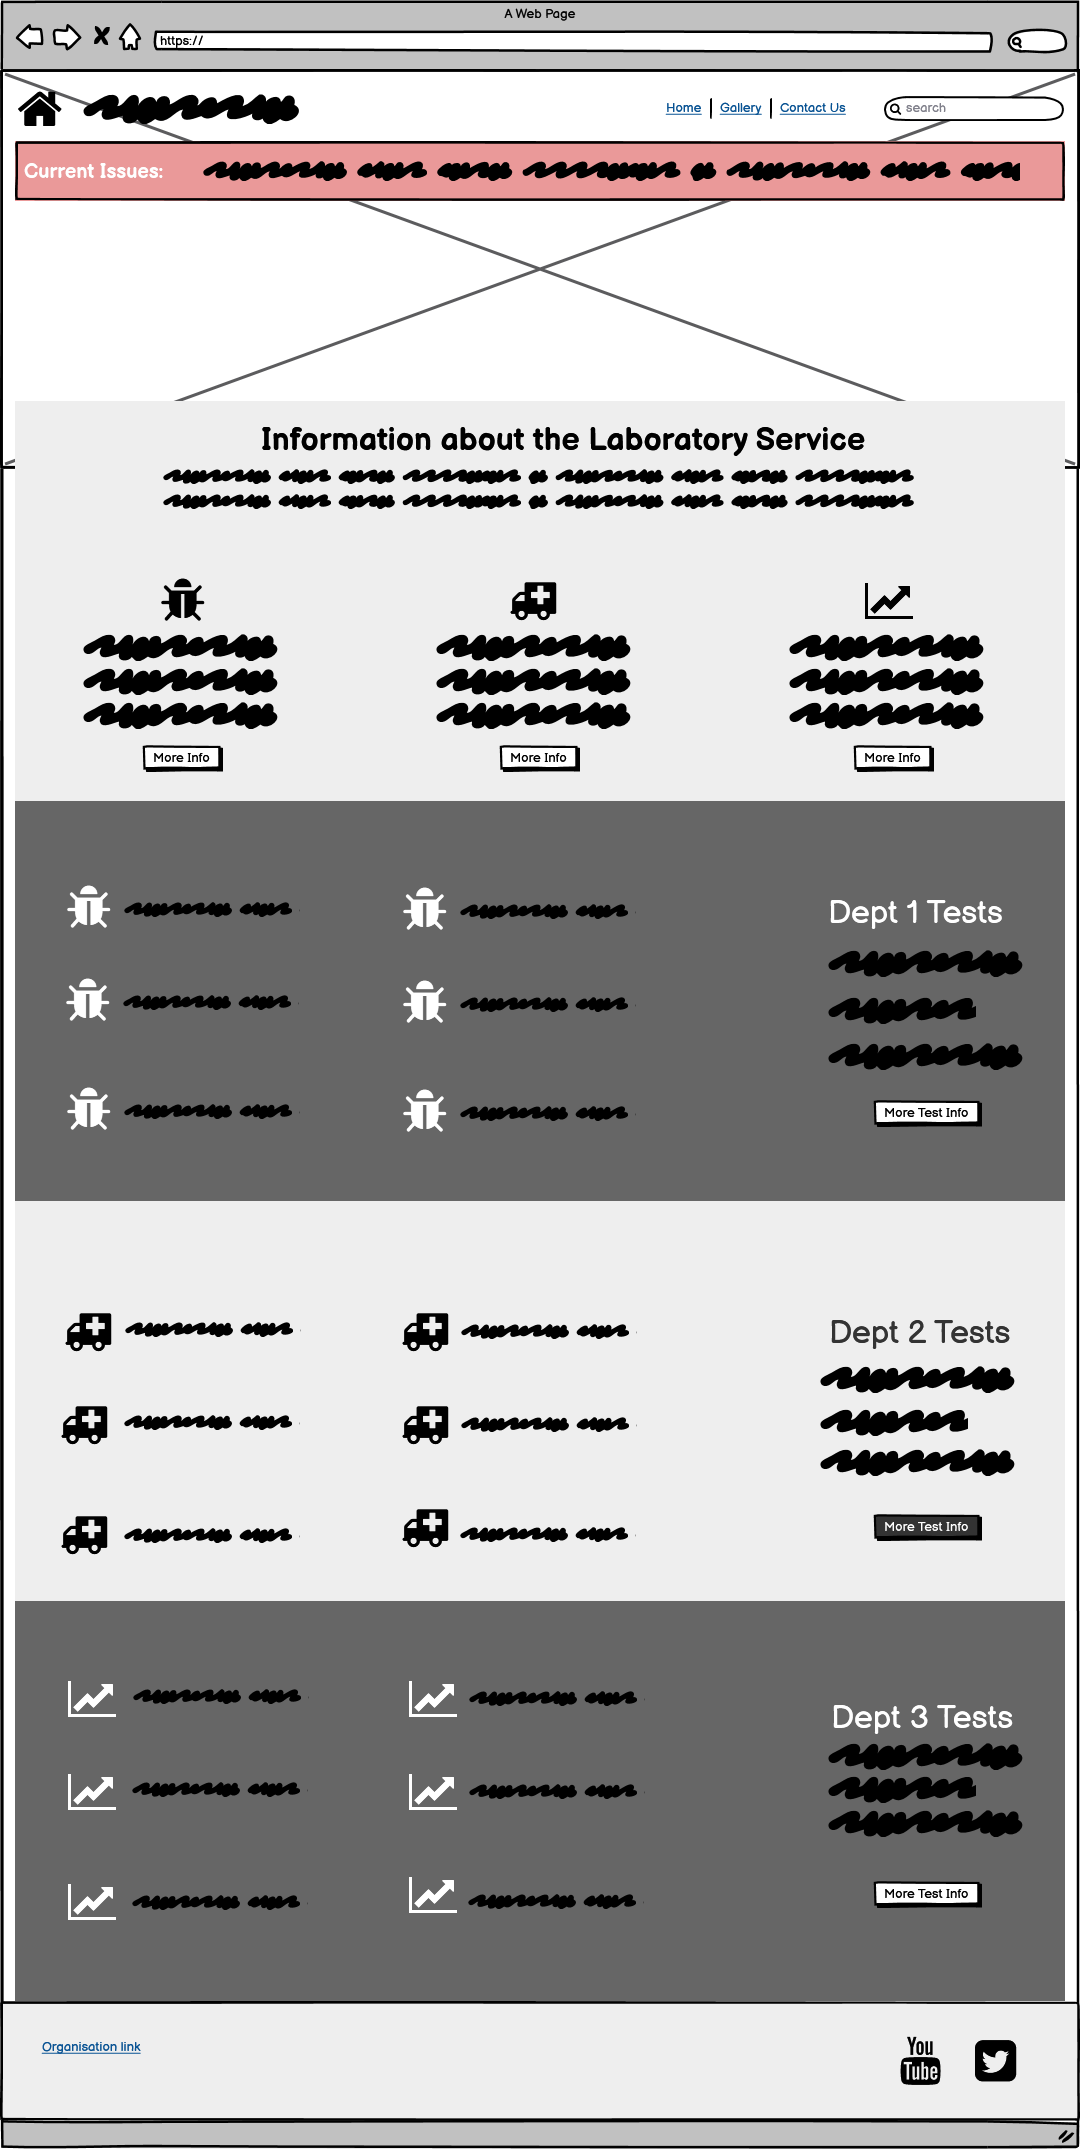 A Web Page
https://
Home | Gallery | Contact Us
search
Current Issues:
Information about the Laboratory Service
More Info
More Info
More Info
Dept 1 Tests
More Test Info
Dept 2 Tests
More Test Info
Dept 3 Tests
More Test Info
Organisation link
You
Tube